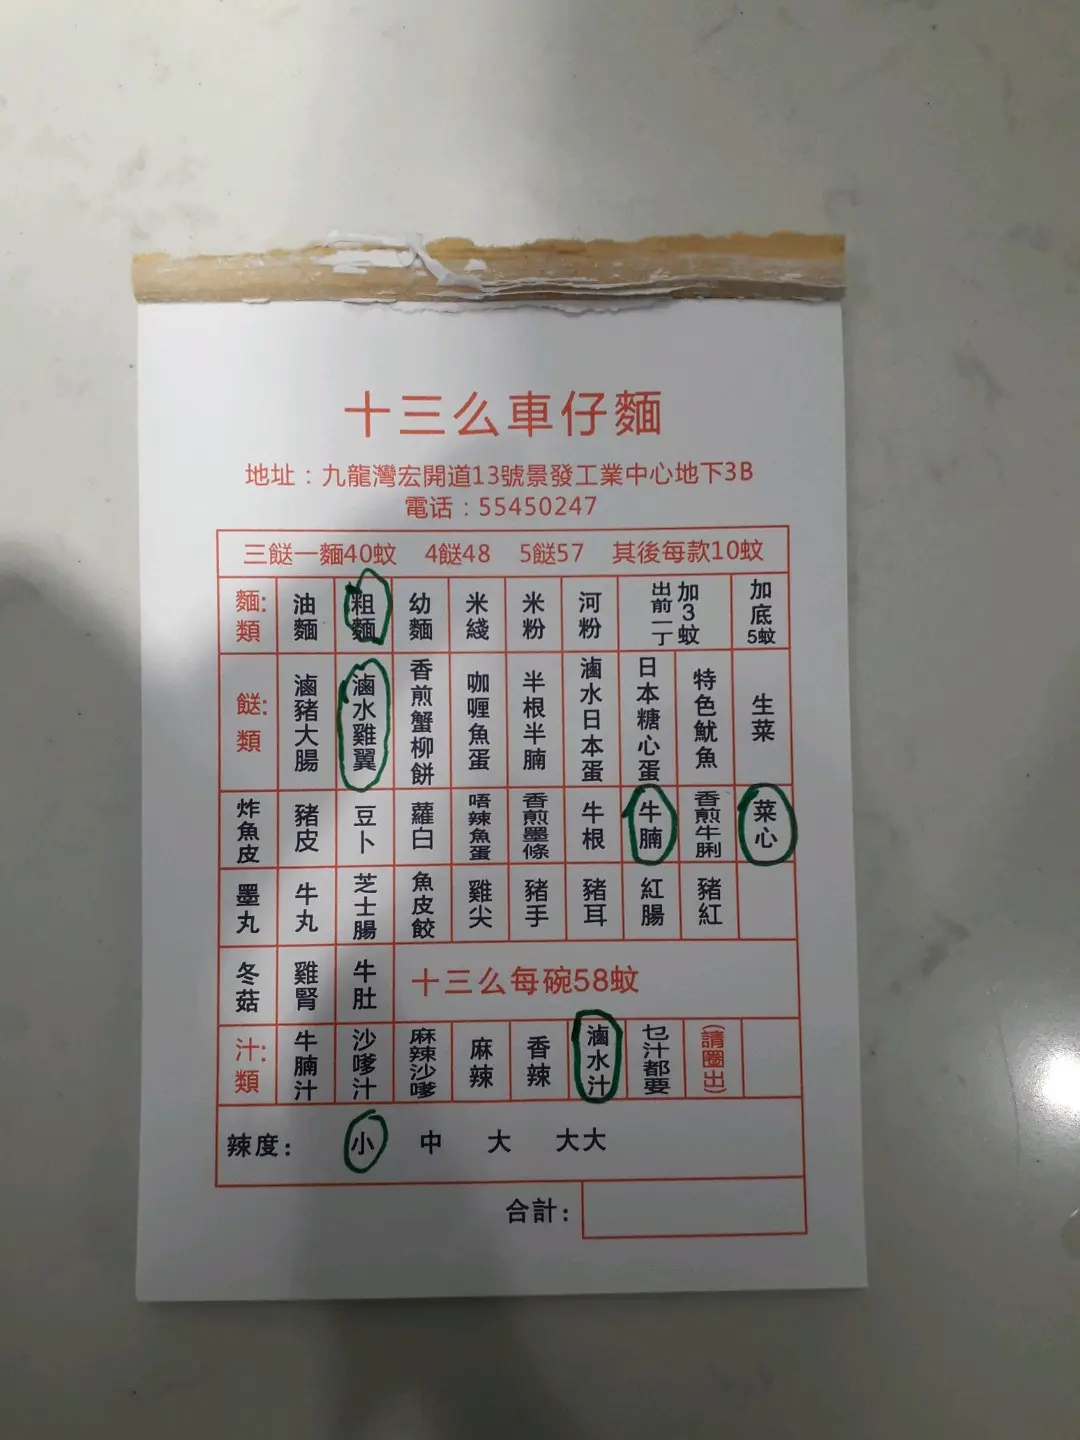 十三么車仔麵
地址：九龍灣宏開道13號景發工業中心地下3B
電话：55450247
三餸一麵40蚊 4餸48 5餸57 其後每款10蚊
麵類： 油麵 粗麵 幼麵 米綫 米粉 河粉 出前一丁加3蚊 加底5蚊
餸類： 滷豬大腸 滷水雞翼 香煎蟹柳餅 咖喱魚蛋 半根半腩 滷水日本蛋 日本糖心蛋 特色魷魚 生菜
炸魚皮 豬皮 豆卜 蘿白 唔辣魚蛋 香煎墨條 牛根 牛腩 香煎牛脷 菜心
墨丸 牛丸 芝士腸 魚皮餃 雞尖 豬手 豬耳 紅腸 豬紅
冬菇 雞腎 牛肚 十三么每碗58蚊
汁類： 牛腩汁 沙嗲汁 麻辣沙嗲 麻辣 香辣 滷水汁 乜汁都要 (請圈出)
辣度： 小 中 大 大大
合計：